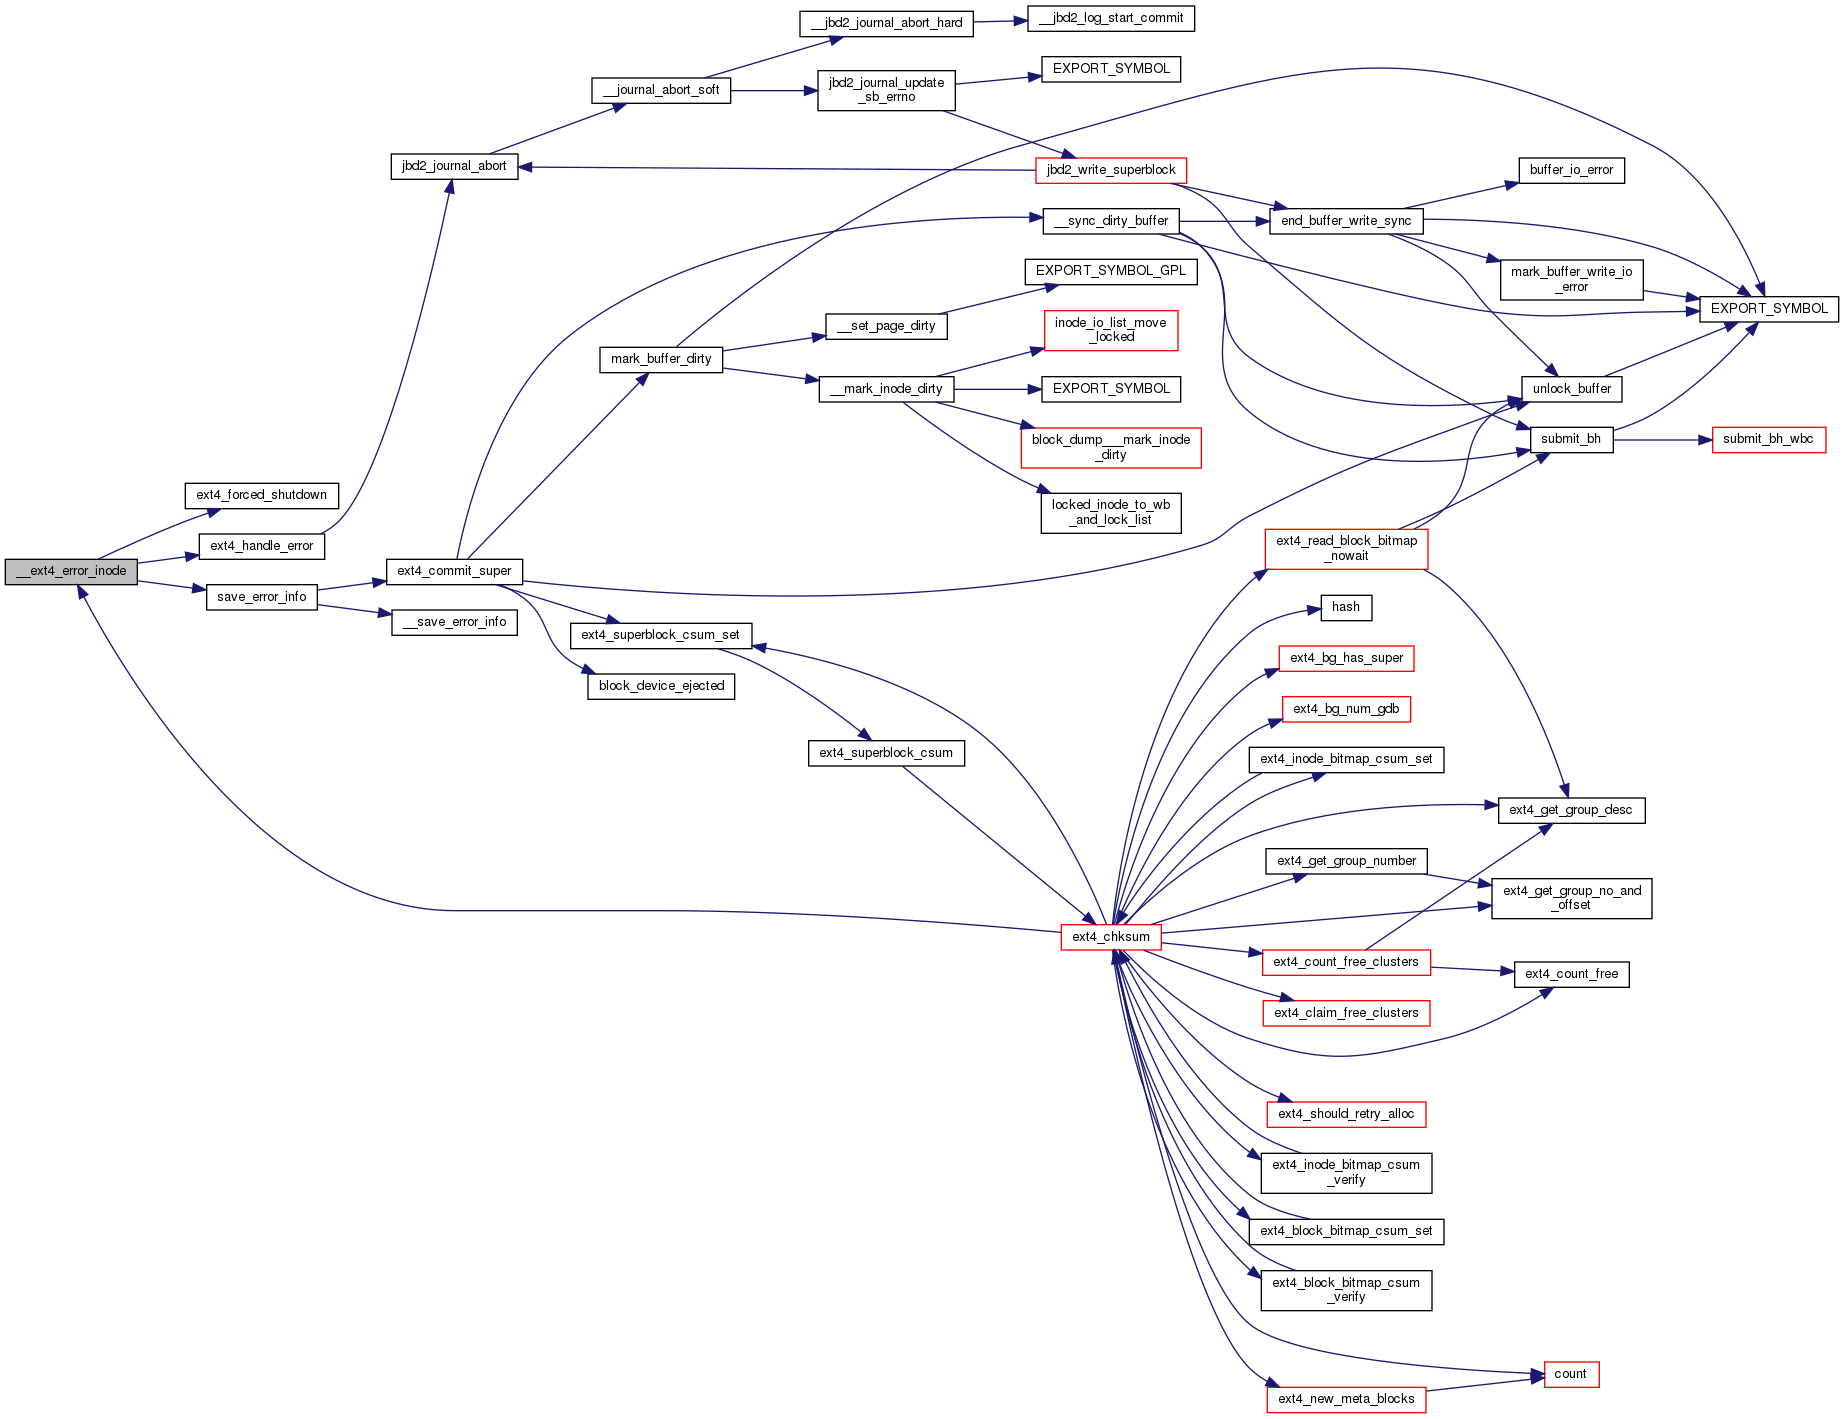 __jbd2_journal_abort_hard
__jbd2_log_start_commit
EXPORT_SYMBOL
__journal_abort_soft
jbd2_journal_update
_sb_errno
jbd2_journal_abort
jbd2_write_superblock
buffer_io_error
__sync_dirty_buffer
end_buffer_write_sync
EXPORT_SYMBOL_GPL
mark_buffer_write_io
_error
EXPORT_SYMBOL
__set_page_dirty
inode_io_list_move
_locked
mark_buffer_dirty
__mark_inode_dirty
EXPORT_SYMBOL
unlock_buffer
block_dump___mark_inode
_dirty
submit_bh
submit_bh_wbc
ext4_forced_shutdown
locked_inode_to_wb
_and_lock_list
ext4_handle_error
ext4_read_block_bitmap
_nowait
__ext4_error_inode
ext4_commit_super
save_error_info
hash
__save_error_info
ext4_superblock_csum_set
ext4_bg_has_super
block_device_ejected
ext4_bg_num_gdb
ext4_superblock_csum
ext4_inode_bitmap_csum_set
ext4_get_group_desc
ext4_get_group_number
ext4_get_group_no_and
_offset
ext4_chksum
ext4_count_free_clusters
ext4_count_free
ext4_claim_free_clusters
ext4_should_retry_alloc
ext4_inode_bitmap_csum
_verify
ext4_block_bitmap_csum_set
ext4_block_bitmap_csum
_verify
count
ext4_new_meta_blocks